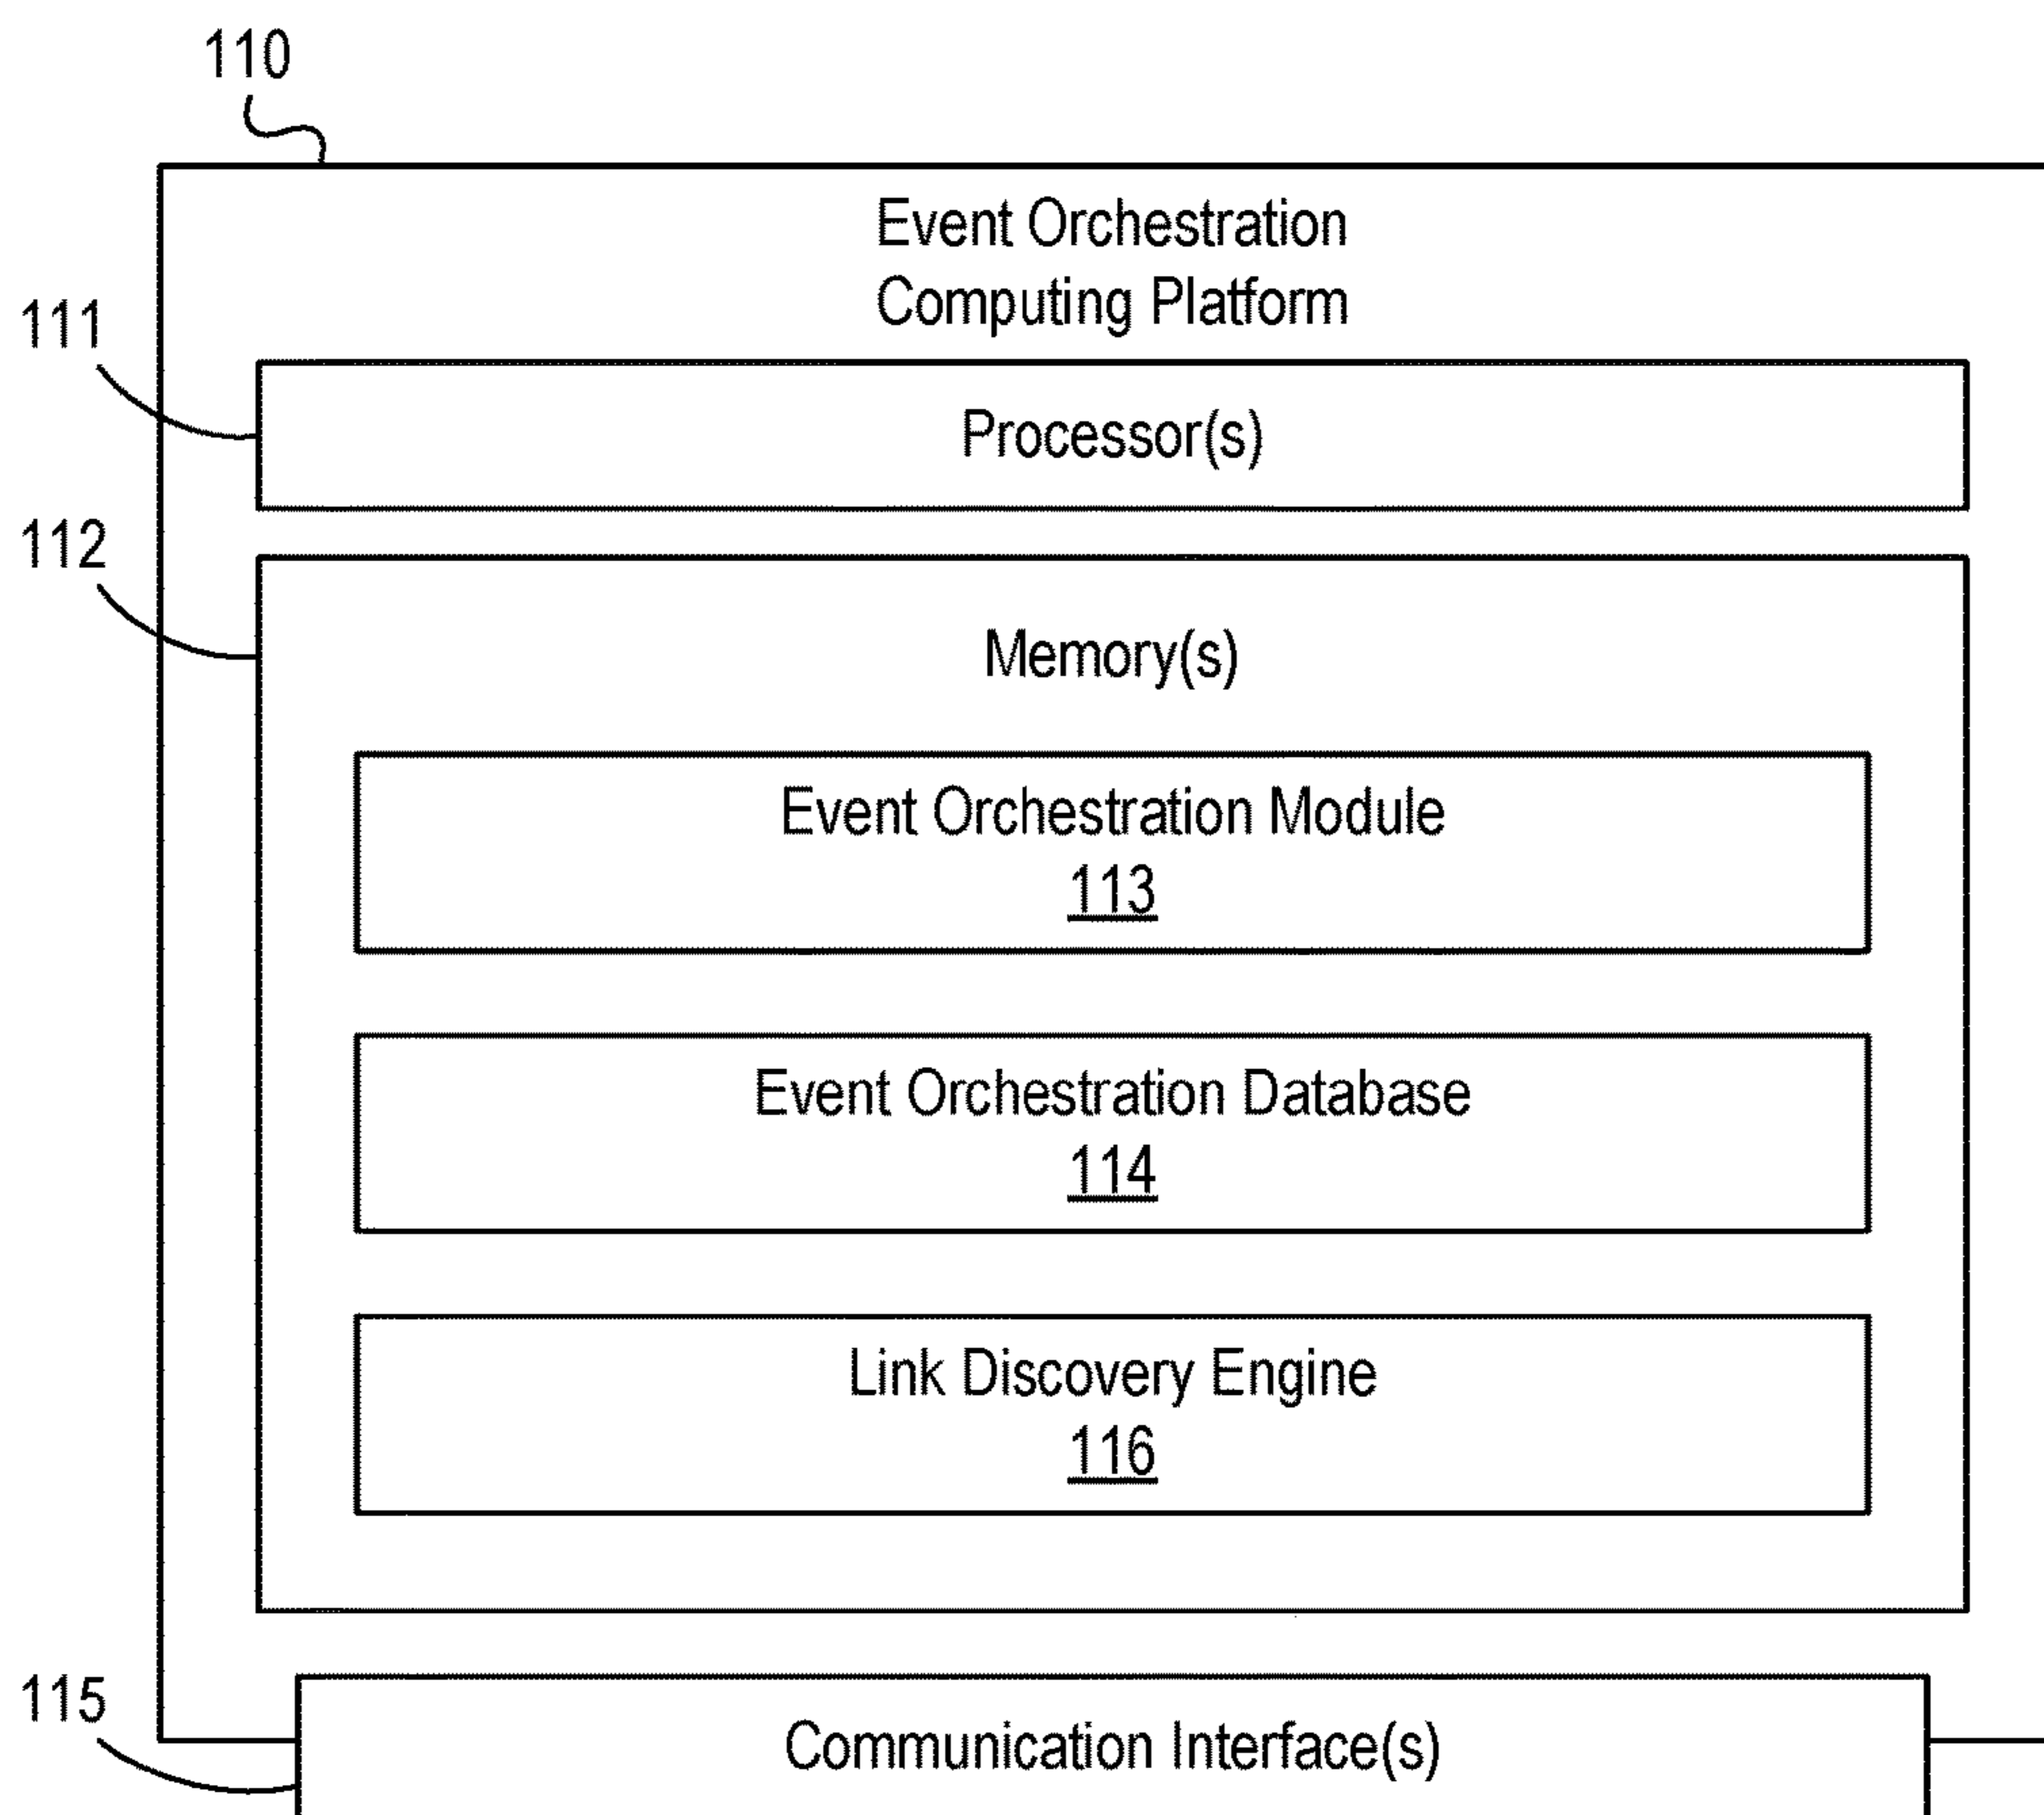 110
Event Orchestration
Computing Platform
111
Processor(s)
112
Memory(s)
Event Orchestration Module
113
Event Orchestration Database
114
Link Discovery Engine
116
115
Communication Interface(s)